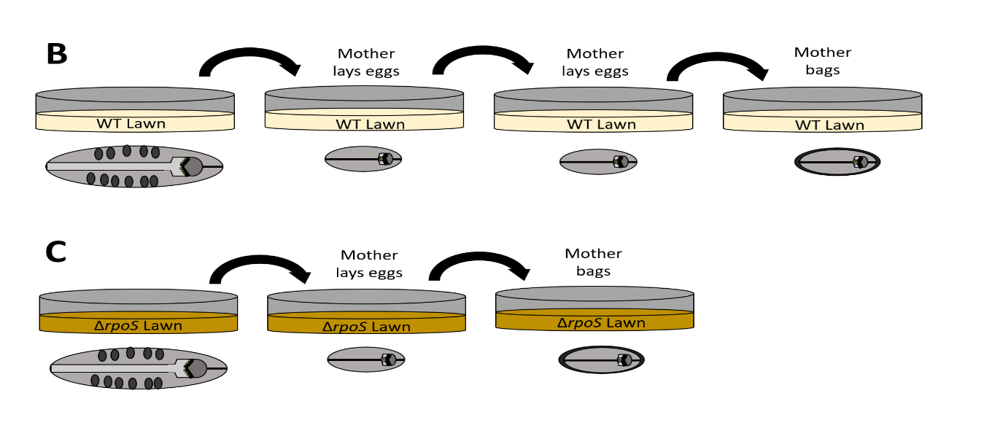 B
Mother
lays eggs
Mother
lays eggs
Mother
bags
WT Lawn
WT Lawn
WT Lawn
WT Lawn
C
Mother
lays eggs
Mother
bags
ΔrpoS Lawn
ΔrpoS Lawn
ΔrpoS Lawn